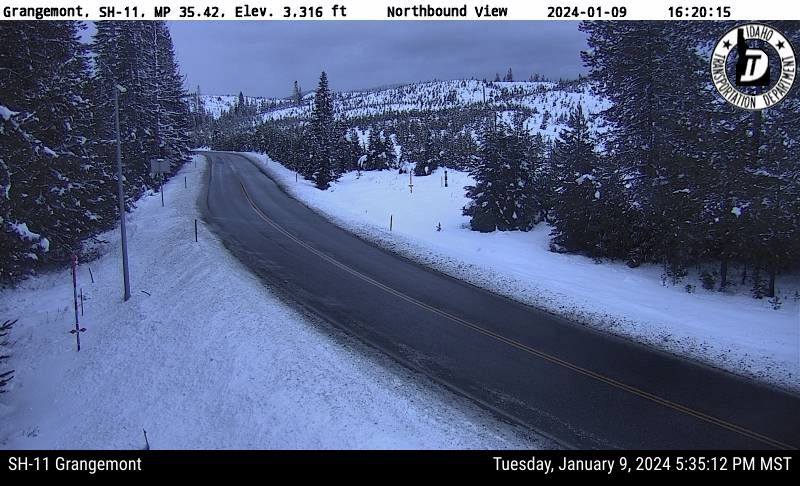 Grangemont, SH-11, MP 35.42, Elev. 3,316 ft Northbound View 2024-01-09 16:20:15
IDAHO
TRANSPORTATION DEPARTMENT
SH-11 Grangemont Tuesday, January 9, 2024 5:35:12 PM MST